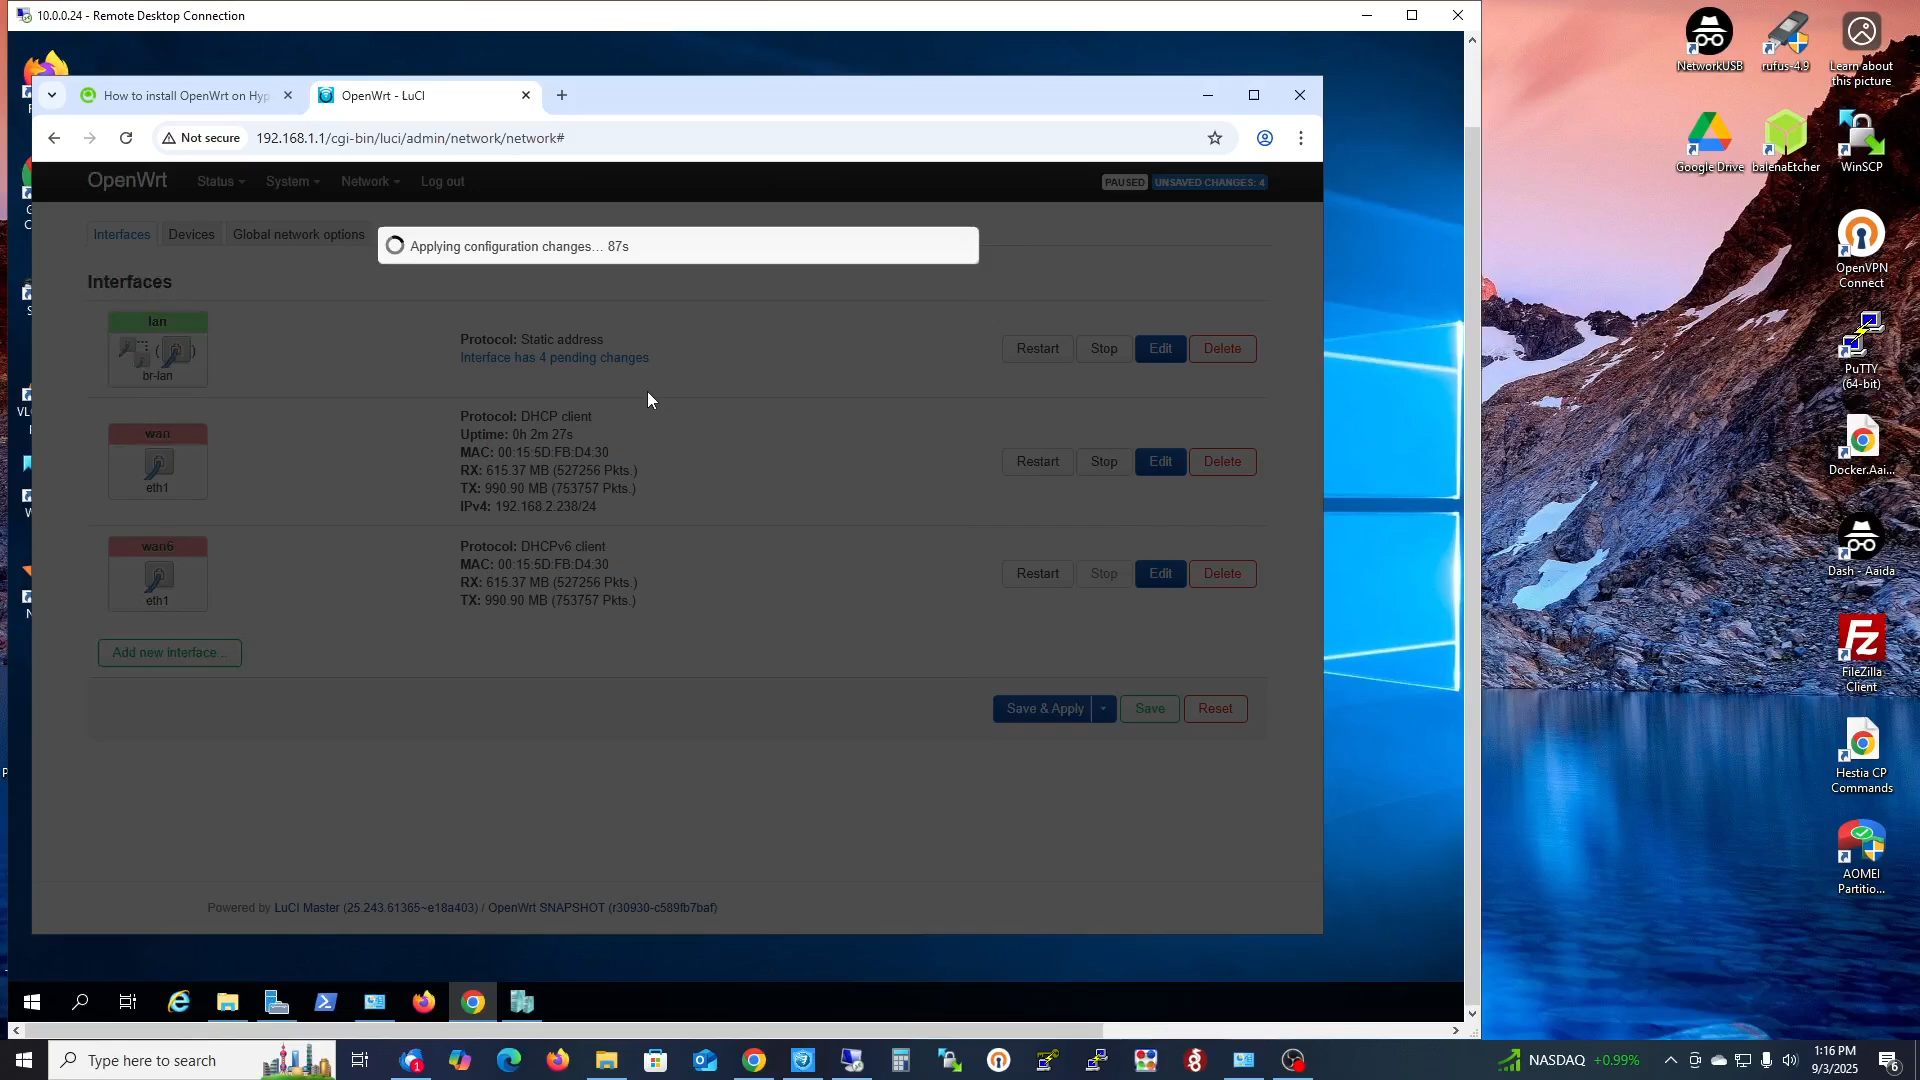 10.0.0.24 - Remote Desktop Connection
How to install OpenWrt on Hyp
OpenWrt - LuCI
Not secure
192.168.1.1/cgi-bin/luci/admin/network/network#
OpenWrt
Status
System
Network
Log out
PAUSED
UNSAVED CHANGES: 4
Interfaces
Devices
Global network options
Applying configuration changes… 87s
Interfaces
lan
br-lan
Protocol: Static address
Interface has 4 pending changes
Restart
Stop
Edit
Delete
wan
eth1
Protocol: DHCP client
Uptime: 0h 2m 27s
MAC: 00:15:5D:FB:D4:30
RX: 615.37 MB (527256 Pkts.)
TX: 990.90 MB (753757 Pkts.)
IPv4: 192.168.2.238/24
Restart
Stop
Edit
Delete
wan6
eth1
Protocol: DHCPv6 client
MAC: 00:15:5D:FB:D4:30
RX: 615.37 MB (527256 Pkts.)
TX: 990.90 MB (753757 Pkts.)
Restart
Stop
Edit
Delete
Add new interface...
Save & Apply
Save
Reset
Powered by LuCI Master (25.243.61365~e18a403) / OpenWrt SNAPSHOT (r30930-c589fb7baf)
NetworkUSB
rufus-4.9
Learn about
this picture
Google Drive
balenaEtcher
WinSCP
OpenVPN
Connect
PuTTY
(64-bit)
Docker.Aai...
Dash - Aaida
FileZilla
Client
Hestia CP
Commands
AOMEI
Partitio...
Type here to search
NASDAQ
+0.99%
1:16 PM
9/3/2025
6